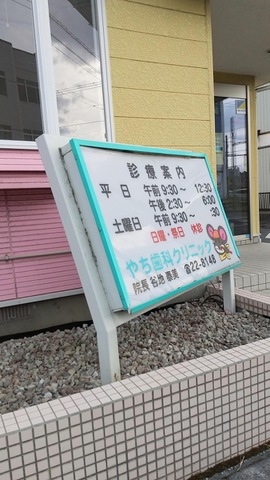 診療案内
平日 午前 9:30～12:30
午後 2:30～6:00
土曜日 午前 9:30～ :30
日曜・祭日 休診
やち歯科クリニック
院長 谷地 泰美 ☎22-8148